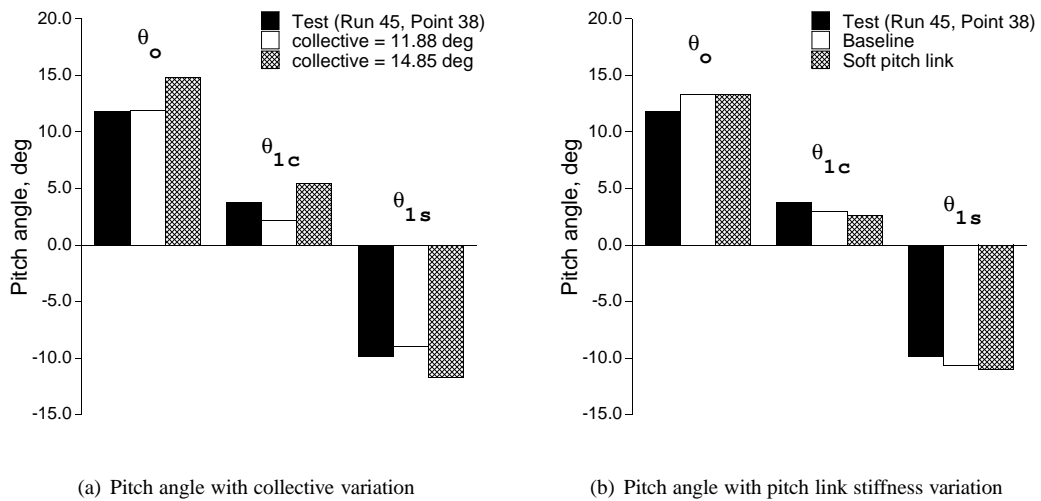 20.0
15.0
10.0
5.0
0.0
-5.0
-10.0
-15.0
Pitch angle, deg
Test (Run 45, Point 38)
collective = 11.88 deg
collective = 14.85 deg
θo
θ1c
θ1s
(a) Pitch angle with collective variation
20.0
15.0
10.0
5.0
0.0
-5.0
-10.0
-15.0
Pitch angle, deg
Test (Run 45, Point 38)
Baseline
Soft pitch link
θo
θ1c
θ1s
(b) Pitch angle with pitch link stiffness variation